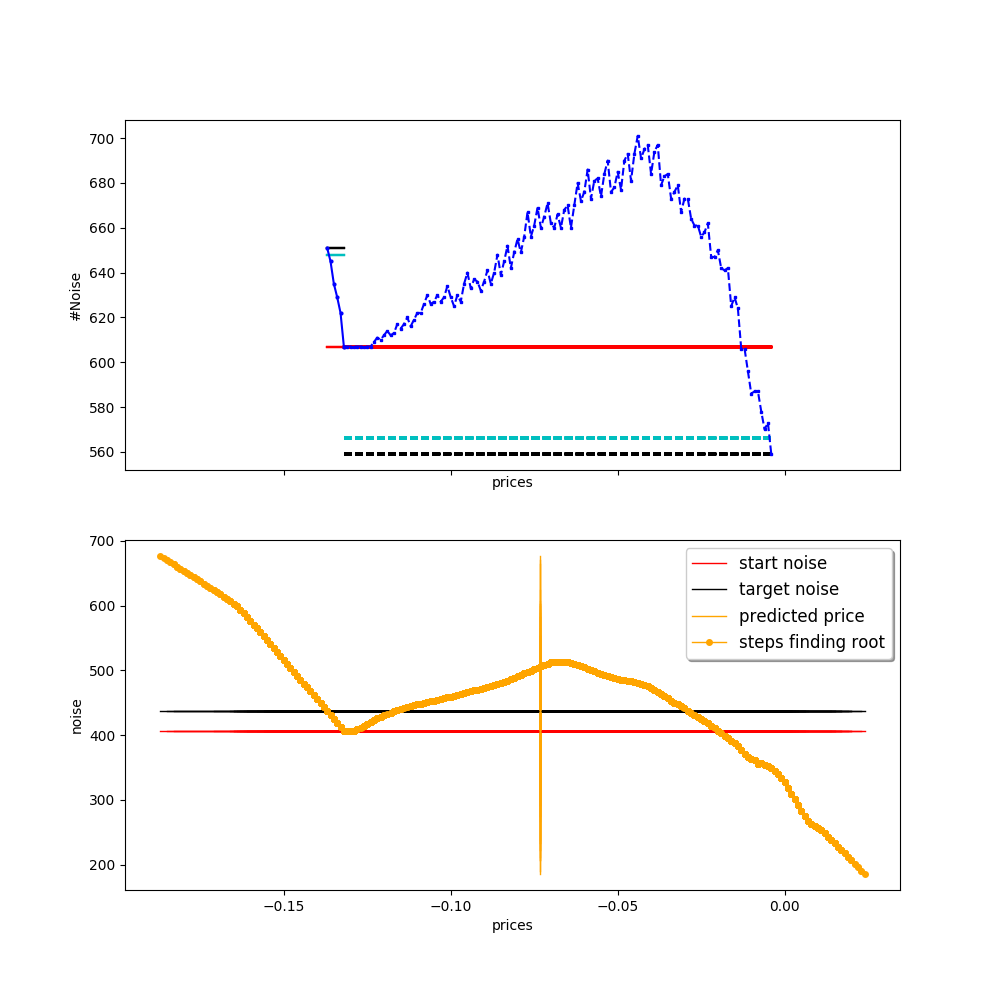 700
680
660
640
620
600
580
560
#Noise
prices
700
600
500
400
300
200
noise
start noise
target noise
predicted price
steps finding root
−0.15
−0.10
−0.05
0.00
prices